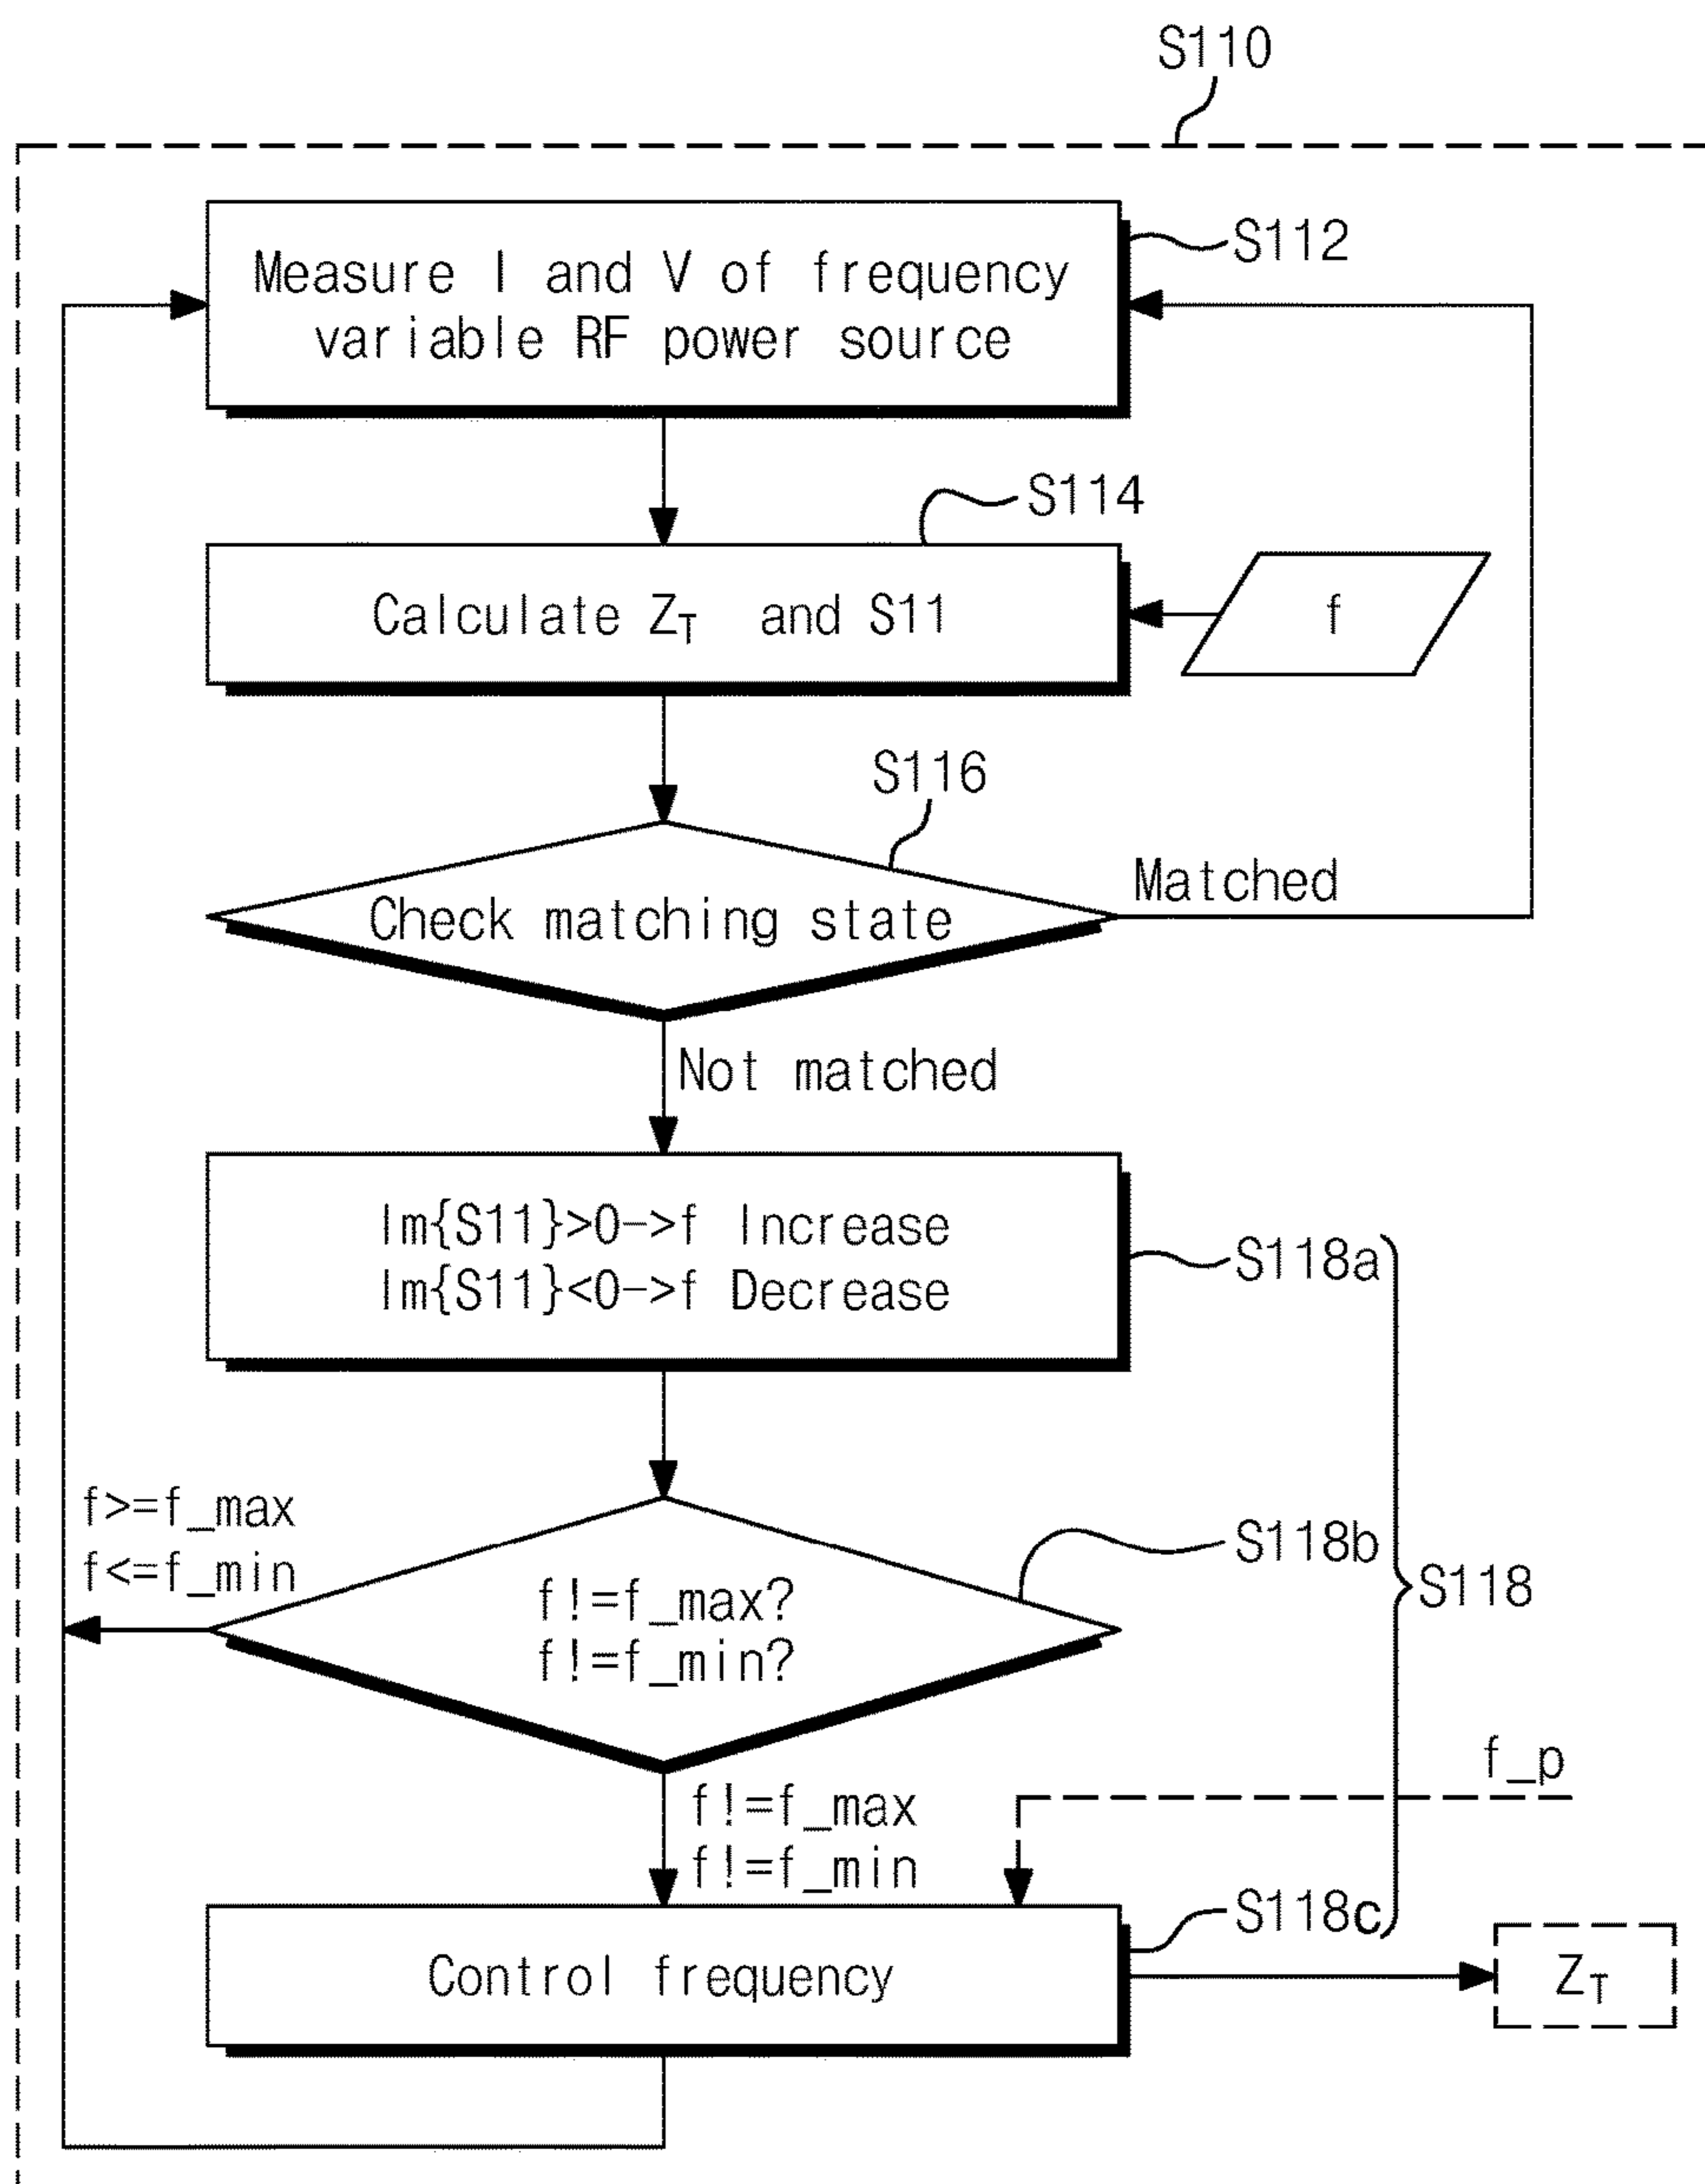 S110
Measure I and V of frequency
variable RF power source
S112
S114
Calculate ZT and S11
f
S116
Check matching state
Matched
Not matched
Im{S11}>0->f Increase
Im{S11}<0->f Decrease
S118a
f>=f_max
f<=f_min
f!=f_max?
f!=f_min?
S118b
S118
f_p
f!=f_max
f!=f_min
S118c
Control frequency
ZT